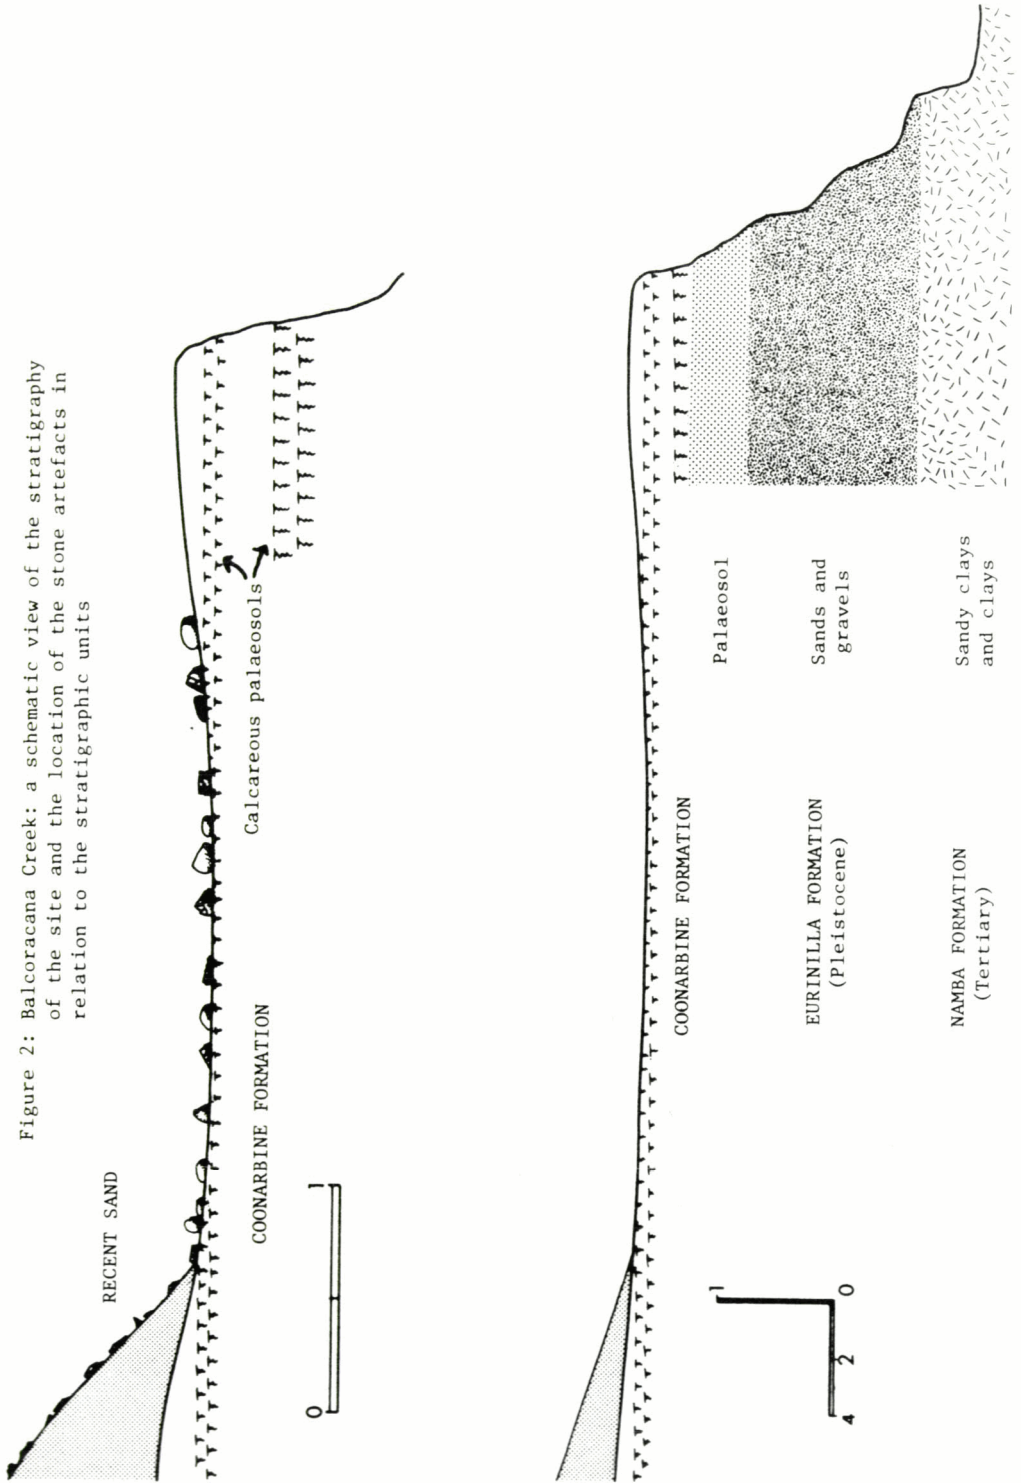 Figure 2: Balcoracana Creek: a schematic view of the stratigraphy
of the site and the location of the stone artefacts in
relation to the stratigraphic units
RECENT SAND
COONARBINE FORMATION
Calcareous palaeosols
0
1
COONARBINE FORMATION
Palaeosol
EURINILLA FORMATION
(Pleistocene)
Sands and
gravels
NAMBA FORMATION
(Tertiary)
Sandy clays
and clays
1
4
2
0